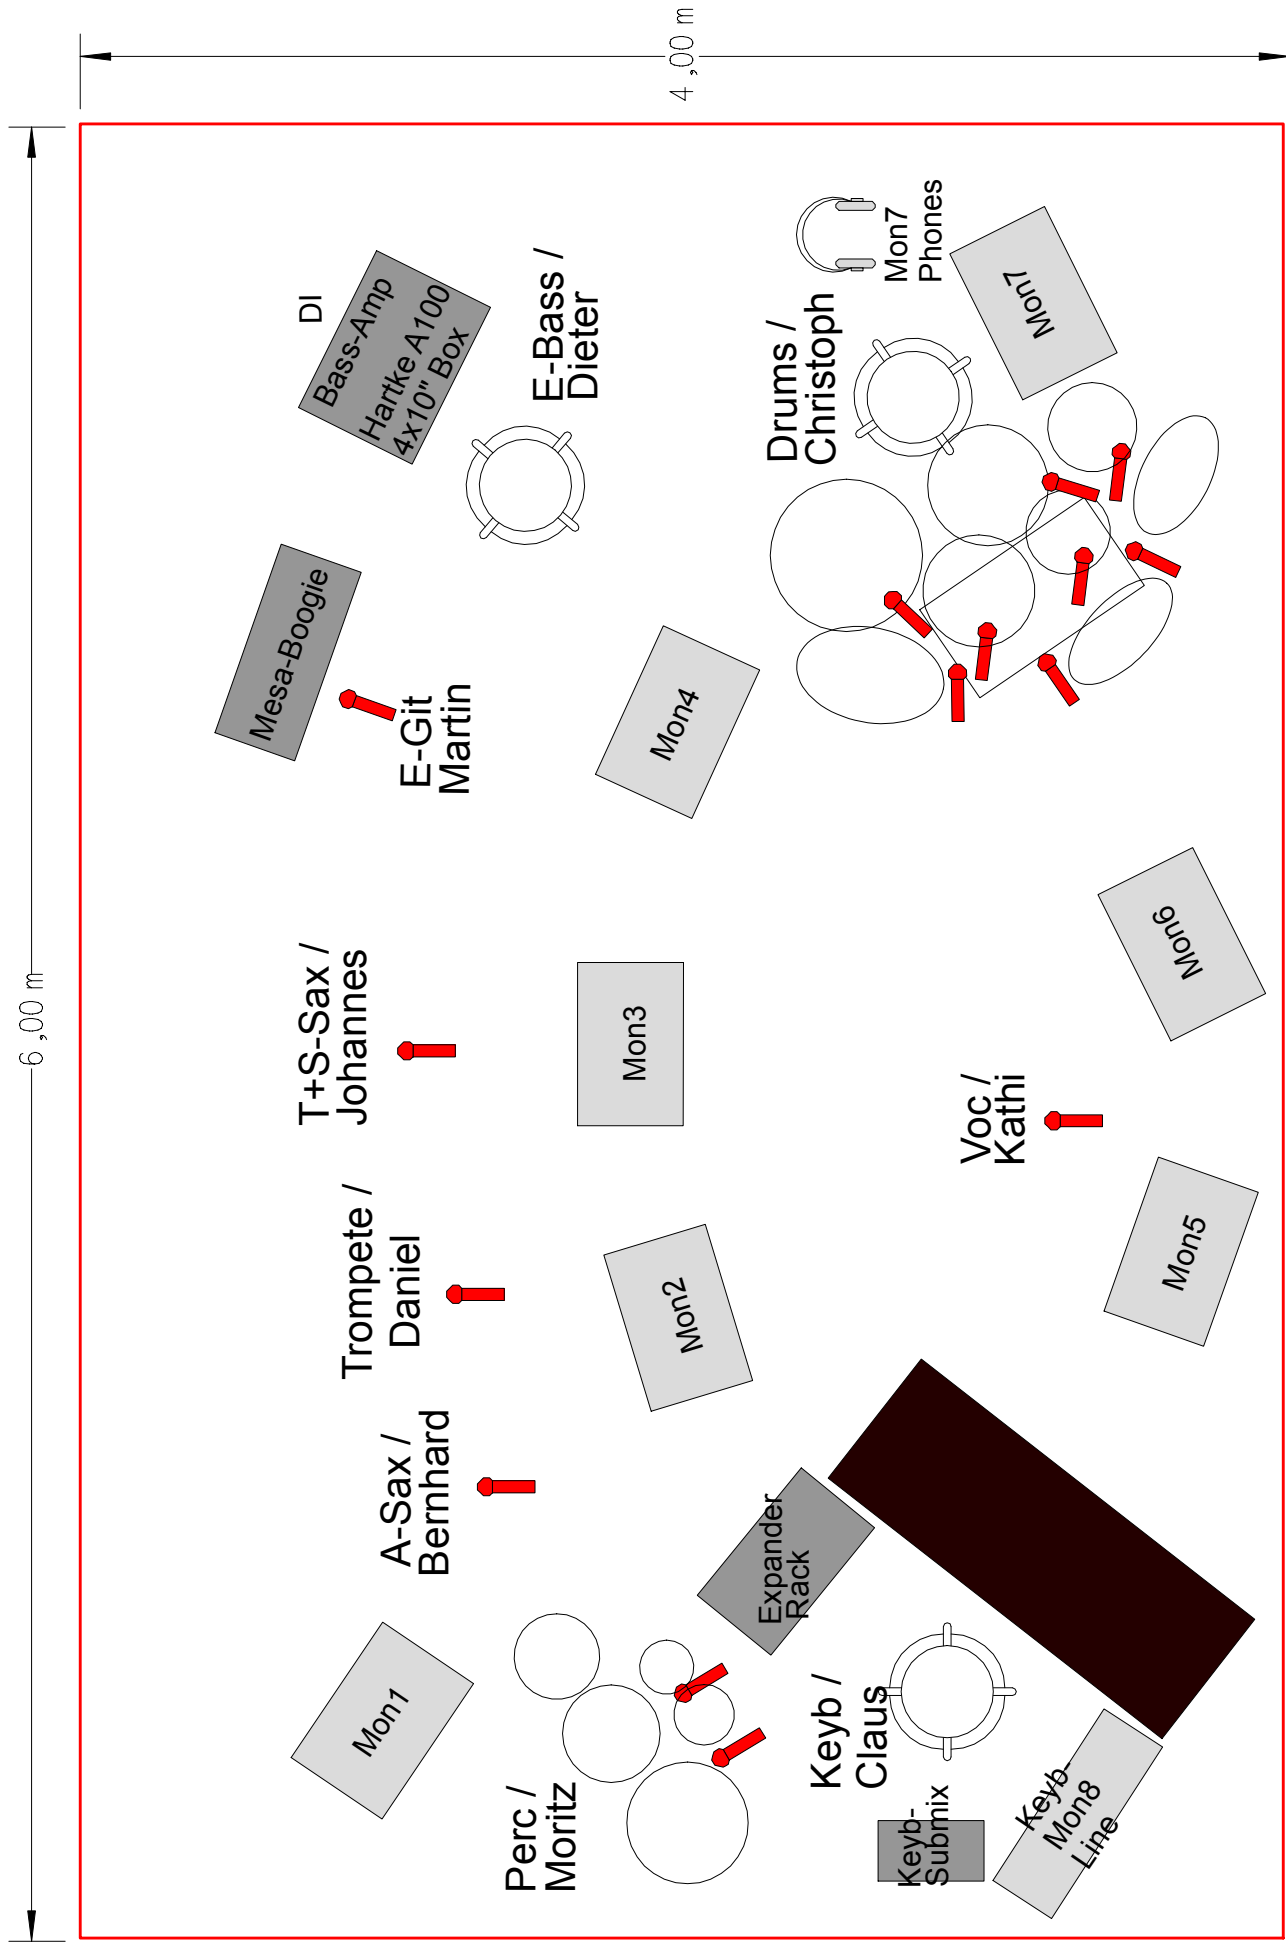 6,00 m
4,00 m
DI
Bass-Amp
Hartke A100
4x10" Box
E-Bass /
Dieter
Mesa-Boogie
E-Git
Martin
Mon4
Drums /
Christoph
Mon7
Phones
Mon7
T+S-Sax /
Johannes
Mon3
Mon6
Voc /
Kathi
Trompete /
Daniel
Mon2
Mon5
A-Sax /
Bernhard
Expander
Rack
Mon1
Perc /
Moritz
Keyb /
Claus
Keyb-
Submix
Keyb-
Mon8
Line